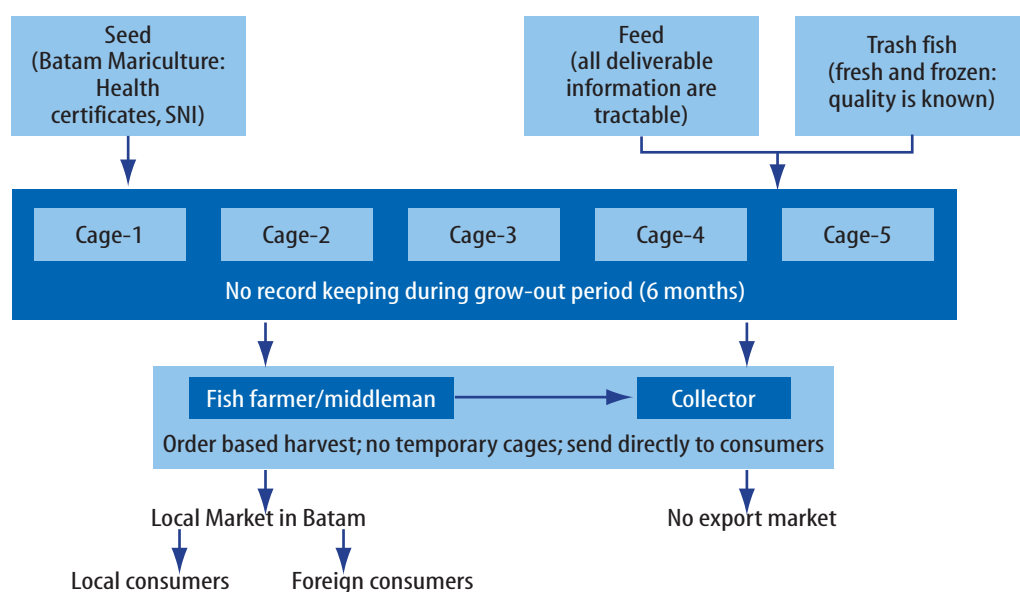 Seed
(Batam Mariculture:
Health
certificates, SNI)
Feed
(all deliverable
information are
tractable)
Trash fish
(fresh and frozen:
quality is known)
Cage-1
Cage-2
Cage-3
Cage-4
Cage-5
No record keeping during grow-out period (6 months)
Fish farmer/middleman
Collector
Order based harvest; no temporary cages; send directly to consumers
Local Market in Batam
No export market
Local consumers
Foreign consumers